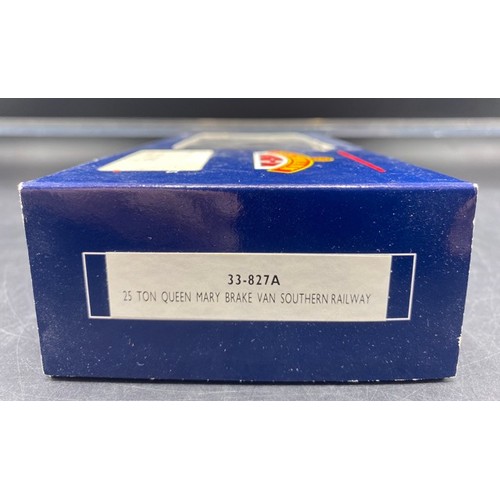 33-827A
25 TON QUEEN MARY BRAKE VAN SOUTHERN RAILWAY